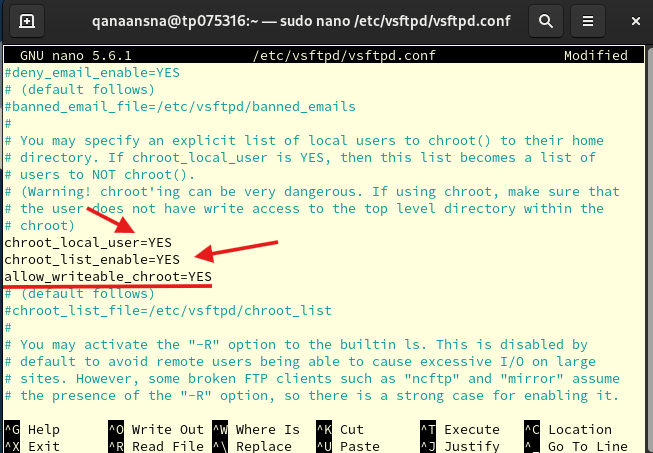 qanaansna@tp075316:~ — sudo nano /etc/vsftpd/vsftpd.conf
GNU nano 5.6.1 /etc/vsftpd/vsftpd.conf Modified
#deny_email_enable=YES
# (default follows)
#banned_email_file=/etc/vsftpd/banned_emails
#
# You may specify an explicit list of local users to chroot() to their home
# directory. If chroot_local_user is YES, then this list becomes a list of
# users to NOT chroot().
# (Warning! chroot'ing can be very dangerous. If using chroot, make sure that
# the user does not have write access to the top level directory within the
# chroot)
chroot_local_user=YES
chroot_list_enable=YES
allow_writeable_chroot=YES
# (default follows)
#chroot_list_file=/etc/vsftpd/chroot_list
#
# You may activate the "-R" option to the builtin ls. This is disabled by
# default to avoid remote users being able to cause excessive I/O on large
# sites. However, some broken FTP clients such as "ncftp" and "mirror" assume
# the presence of the "-R" option, so there is a strong case for enabling it.
^G Help ^O Write Out ^W Where Is ^K Cut ^T Execute ^C Location
^X Exit ^R Read File ^\ Replace ^U Paste ^J Justify ^_ Go To Line